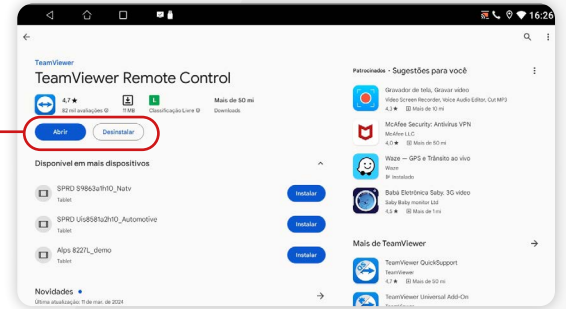 16:26
TeamViewer
TeamViewer Remote Control
4,7 ★
82 mil avaliações
11 MB
L
Classificação Livre
Mais de 50 mi
Downloads
Abrir
Desinstalar
Disponível em mais dispositivos
SPRD S9863a1h10_Natv
Tablet
Instalar
SPRD Uis8581a2h10_Automotive
Tablet
Instalar
Alps 8227L_demo
Tablet
Instalar
Novidades
Última atualização: 11 de mar. de 2024
Patrocinados • Sugestões para você
Gravador de tela, Gravar vídeo
Video Screen Recorder, Voice Audio Editor, Cut MP3
4,3 ★ Mais de 10 mi
McAfee Security: Antivirus VPN
McAfee LLC
4,0 ★ Mais de 50 mi
Waze – GPS e Trânsito ao vivo
Waze
Instalado
Baba Eletrônica Saby. 3G video
Saby Baby monitor Ltd
Mais de 1 mi
Mais de TeamViewer
TeamViewer QuickSupport
TeamViewer
4,7 ★ Mais de 50 mi
TeamViewer Universal Add-On